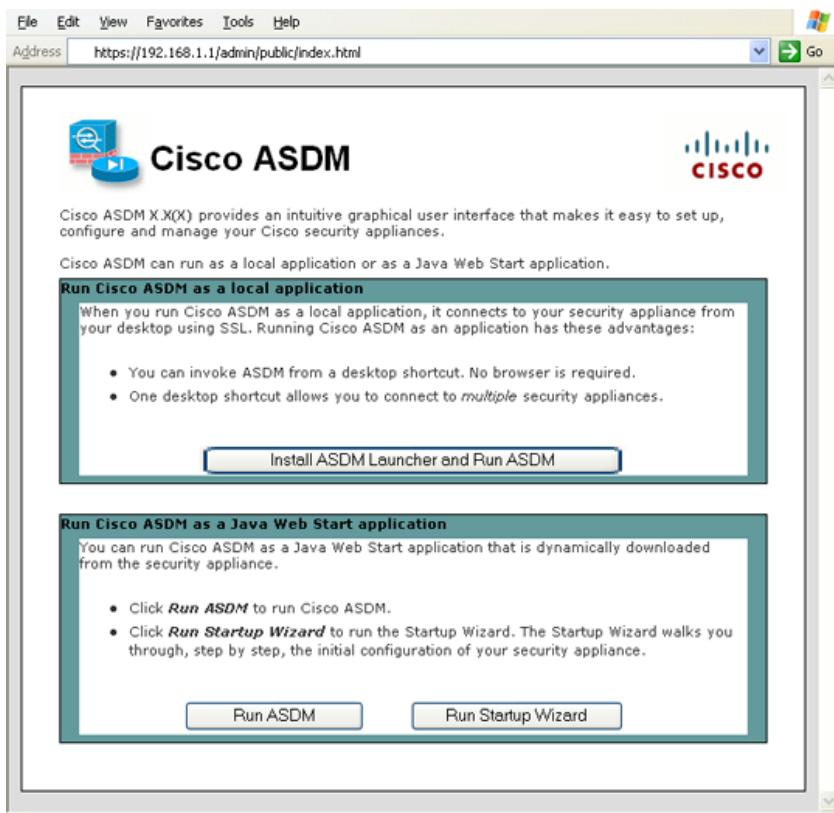 File Edit View Favorites Tools Help
Address https://192.168.1.1/admin/public/index.html Go
Cisco ASDM
CISCO
Cisco ASDM X.X(X) provides an intuitive graphical user interface that makes it easy to set up,
configure and manage your Cisco security appliances.
Cisco ASDM can run as a local application or as a Java Web Start application.
Run Cisco ASDM as a local application
When you run Cisco ASDM as a local application, it connects to your security appliance from
your desktop using SSL. Running Cisco ASDM as an application has these advantages:
• You can invoke ASDM from a desktop shortcut. No browser is required.
• One desktop shortcut allows you to connect to multiple security appliances.
Install ASDM Launcher and Run ASDM
Run Cisco ASDM as a Java Web Start application
You can run Cisco ASDM as a Java Web Start application that is dynamically downloaded
from the security appliance.
• Click Run ASDM to run Cisco ASDM.
• Click Run Startup Wizard to run the Startup Wizard. The Startup Wizard walks you
through, step by step, the initial configuration of your security appliance.
Run ASDM Run Startup Wizard